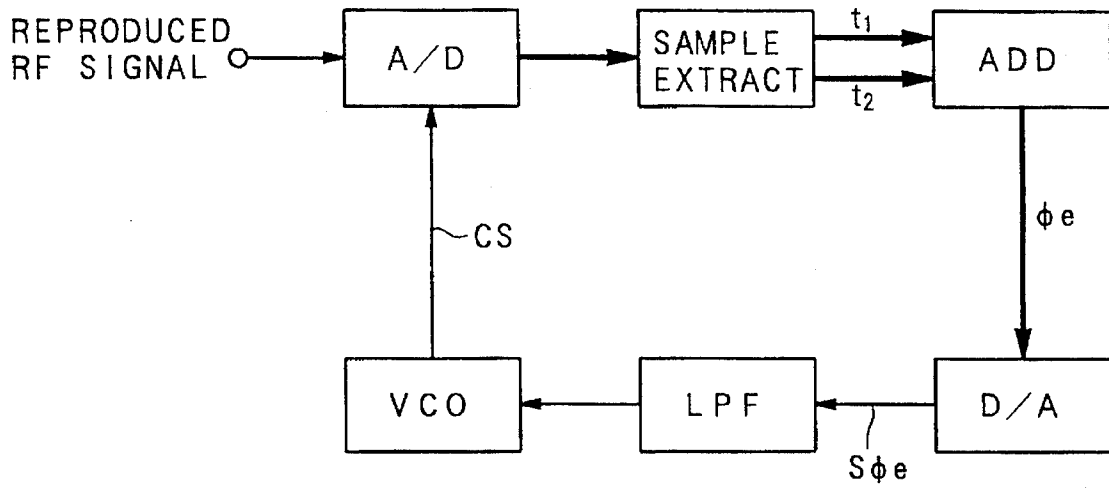 REPRODUCED
RF SIGNAL
A/D
SAMPLE
EXTRACT
t₁
t₂
ADD
ϕe
CS
VCO
LPF
Sϕe
D/A